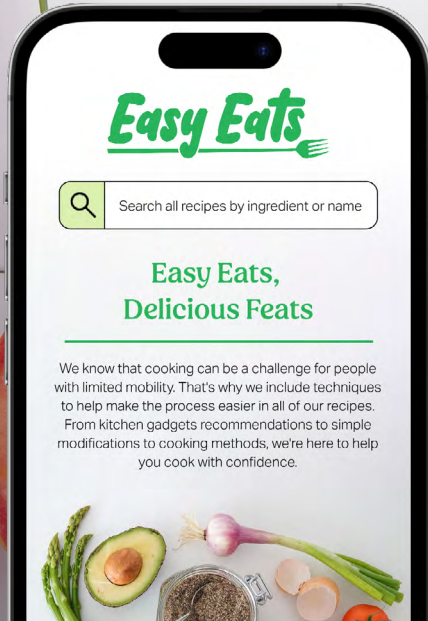 Easy Eats
Search all recipes by ingredient or name
Easy Eats,
Delicious Feats
We know that cooking can be a challenge for people
with limited mobility. That's why we include techniques
to help make the process easier in all of our recipes.
From kitchen gadgets recommendations to simple
modifications to cooking methods, we're here to help
you cook with confidence.